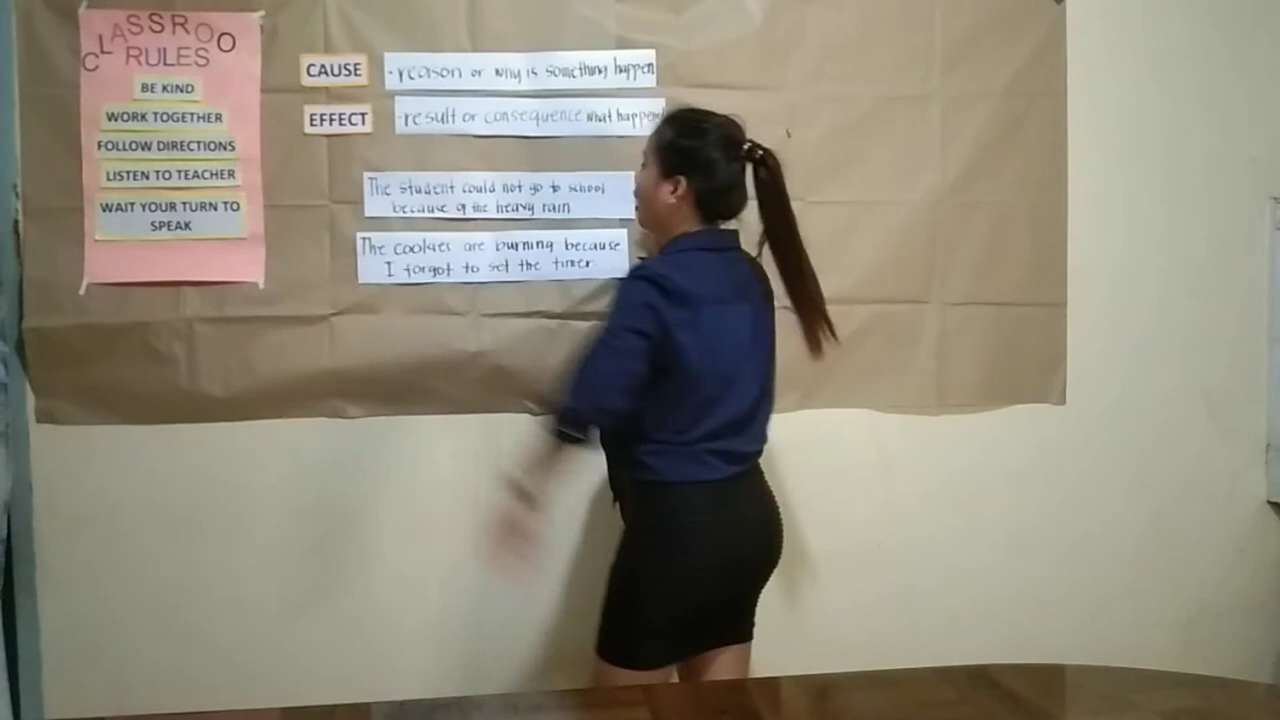 CLASSROO
RULES
BE KIND
WORK TOGETHER
FOLLOW DIRECTIONS
LISTEN TO TEACHER
WAIT YOUR TURN TO
SPEAK
CAUSE
-reason or why is something happen
EFFECT
-result or consequence what happen
The student could not go to school
because of the heavy rain
The cookies are burning because
I forgot to set the timer